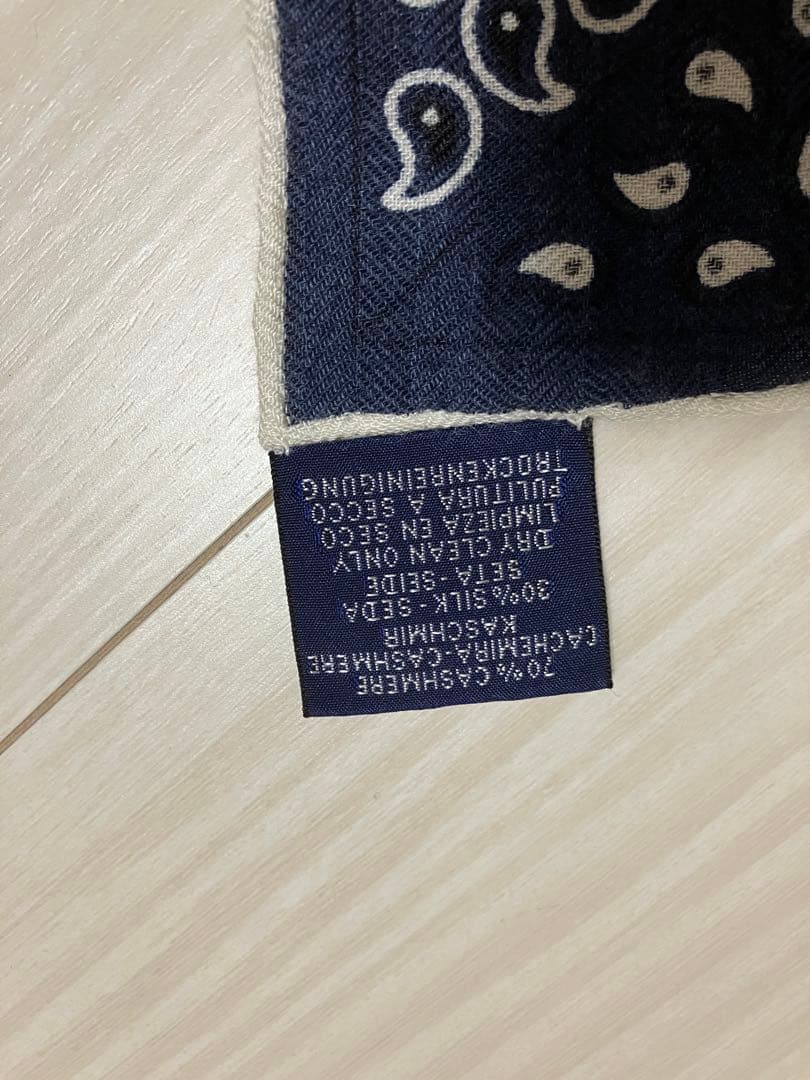 70% CASHMERE
CACHEMIRA-CASHMERE
KASCHMIR
30% SILK-SEDA
SETA-SEIDE
DRY CLEAN ONLY
LIMPIEZA EN SECO
PULITURA A SECCO
TROCKENREINIGUNG